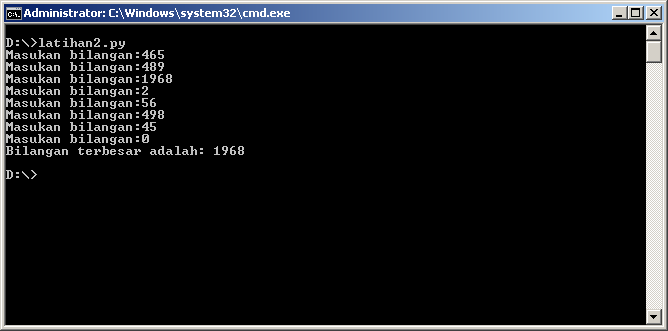 Administrator: C:\Windows\system32\cmd.exe
D:\>latihan2.py
Masukan bilangan:465
Masukan bilangan:489
Masukan bilangan:1968
Masukan bilangan:2
Masukan bilangan:56
Masukan bilangan:498
Masukan bilangan:45
Masukan bilangan:0
Bilangan terbesar adalah: 1968
D:\>